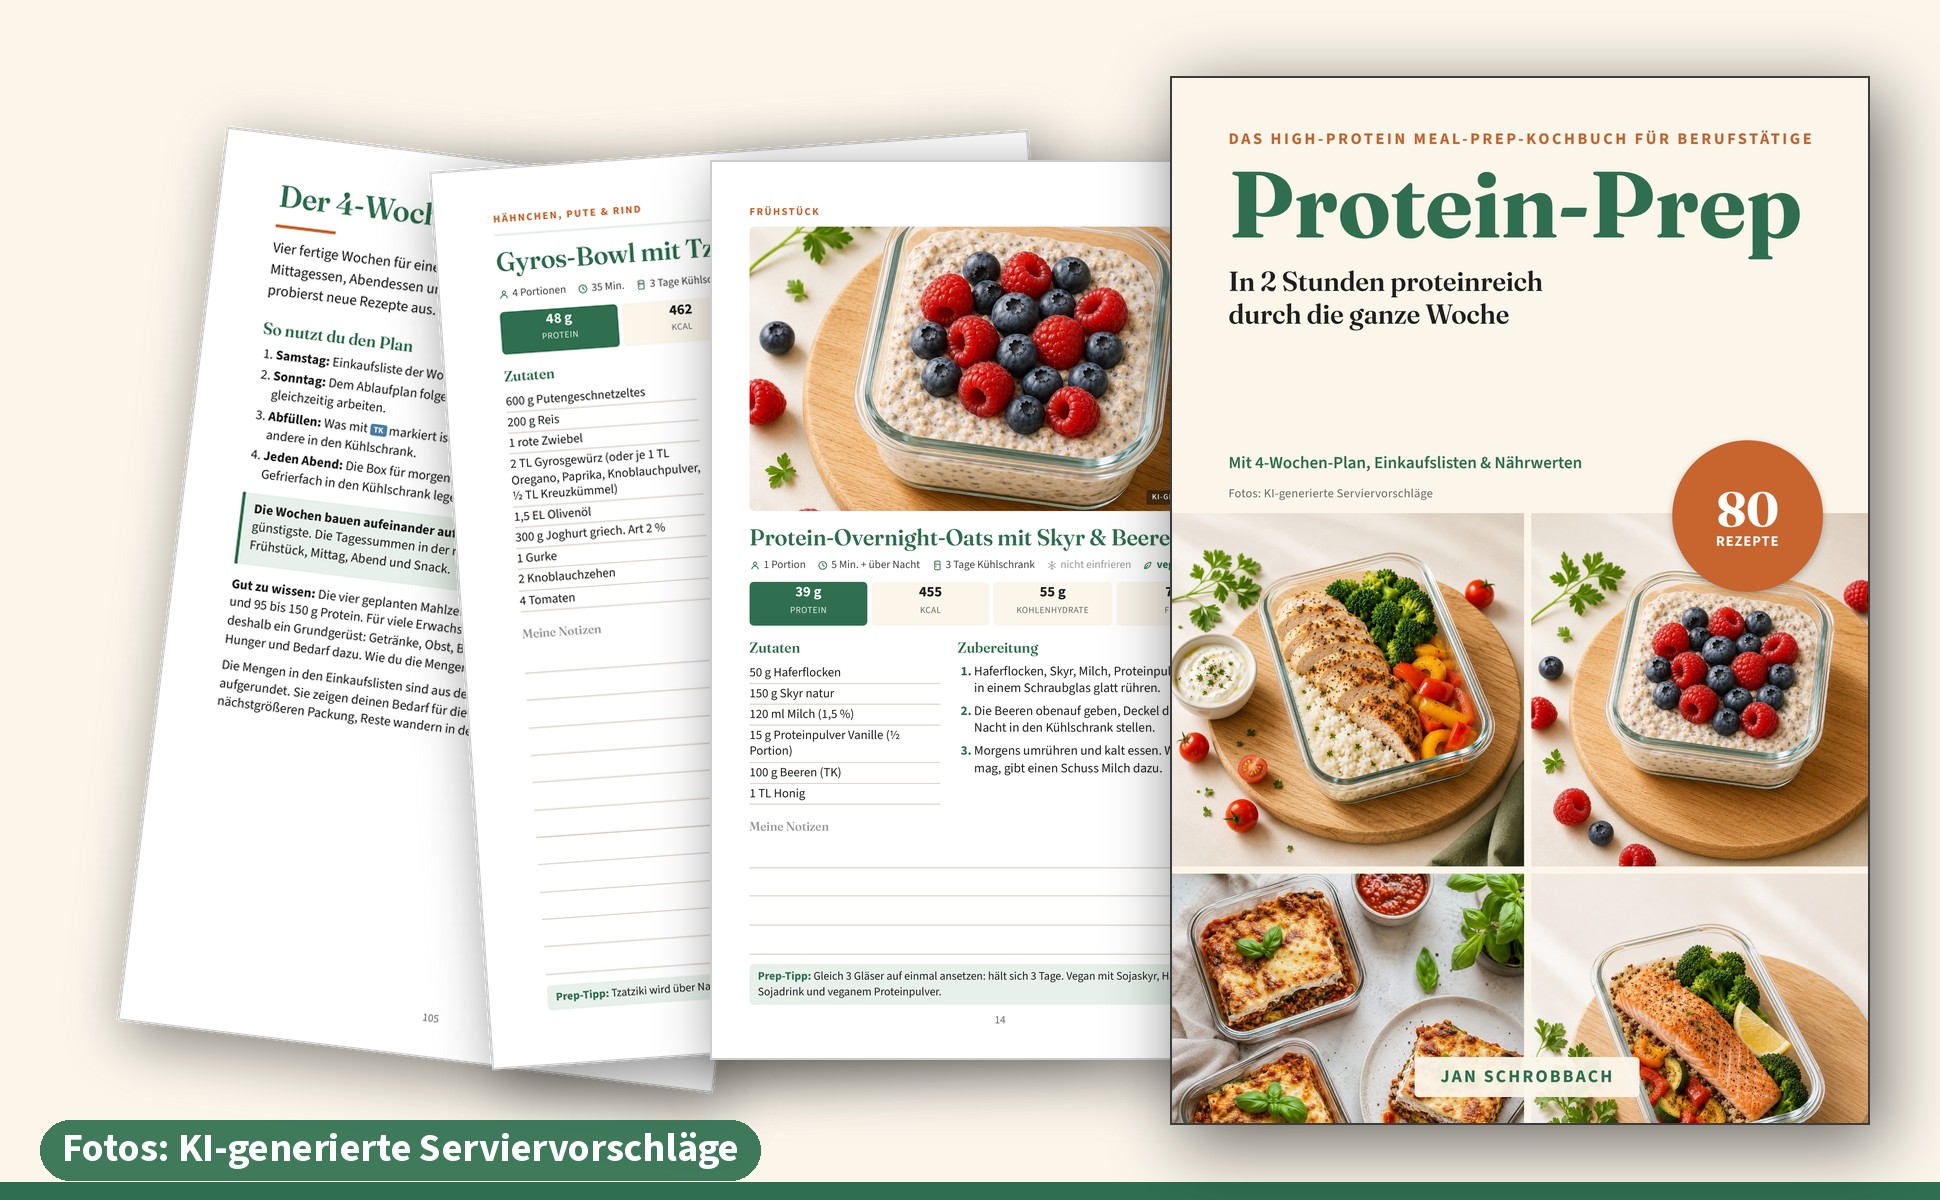 Der 4-Woch
Vier fertige Wochen für eine
Mittagessen, Abendessen u
probierst neue Rezepte aus.
So nutzt du den Plan
1. Samstag: Einkaufsliste der Wo
2. Sonntag: Dem Ablaufplan folge
gleichzeitig arbeiten.
3. Abfüllen: Was mit TK markiert is
andere in den Kühlschrank.
4. Jeden Abend: Die Box für morgen
Gefrierfach in den Kühlschrank lege
Die Wochen bauen aufeinander auf
günstigste. Die Tagessummen in der
Frühstück, Mittag, Abend und Snack.
Gut zu wissen: Die vier geplanten Mahlze
und 95 bis 150 g Protein. Für viele Erwachs
deshalb ein Grundgerüst: Getränke, Obst, B
Hunger und Bedarf dazu. Wie du die Menge
Die Mengen in den Einkaufslisten sind aus de
aufgerundet. Sie zeigen deinen Bedarf für die
nächstgrößeren Packung, Reste wandern in de
105
HÄHNCHEN, PUTE & RIND
Gyros-Bowl mit Tz
4 Portionen 35 Min. 3 Tage Kühlsc
48 g
PROTEIN
462
KCAL
Zutaten
600 g Putengeschnetzeltes
200 g Reis
1 rote Zwiebel
2 TL Gyrosgewürz (oder je 1 TL
Oregano, Paprika, Knoblauchpulver,
½ TL Kreuzkümmel)
1,5 EL Olivenöl
300 g Joghurt griech. Art 2 %
1 Gurke
2 Knoblauchzehen
4 Tomaten
Meine Notizen
Prep-Tipp: Tzatziki wird über Na
FRÜHSTÜCK
KI-G
Protein-Overnight-Oats mit Skyr & Beere
1 Portion 5 Min. + über Nacht 3 Tage Kühlschrank nicht einfrieren veg
39 g
PROTEIN
455
KCAL
55 g
KOHLENHYDRATE
7
F
Zutaten
50 g Haferflocken
150 g Skyr natur
120 ml Milch (1,5 %)
15 g Proteinpulver Vanille (½
Portion)
100 g Beeren (TK)
1 TL Honig
Meine Notizen
Zubereitung
1. Haferflocken, Skyr, Milch, Proteinpul
in einem Schraubglas glatt rühren.
2. Die Beeren obenauf geben, Deckel d
Nacht in den Kühlschrank stellen.
3. Morgens umrühren und kalt essen. W
mag, gibt einen Schuss Milch dazu.
Prep-Tipp: Gleich 3 Gläser auf einmal ansetzen: hält sich 3 Tage. Vegan mit Sojaskyr, H
Sojadrink und veganem Proteinpulver.
14
DAS HIGH-PROTEIN MEAL-PREP-KOCHBUCH FÜR BERUFSTÄTIGE
Protein-Prep
In 2 Stunden proteinreich
durch die ganze Woche
Mit 4-Wochen-Plan, Einkaufslisten & Nährwerten
Fotos: KI-generierte Serviervorschläge
80
REZEPTE
JAN SCHROBBACH
Fotos: KI-generierte Serviervorschläge